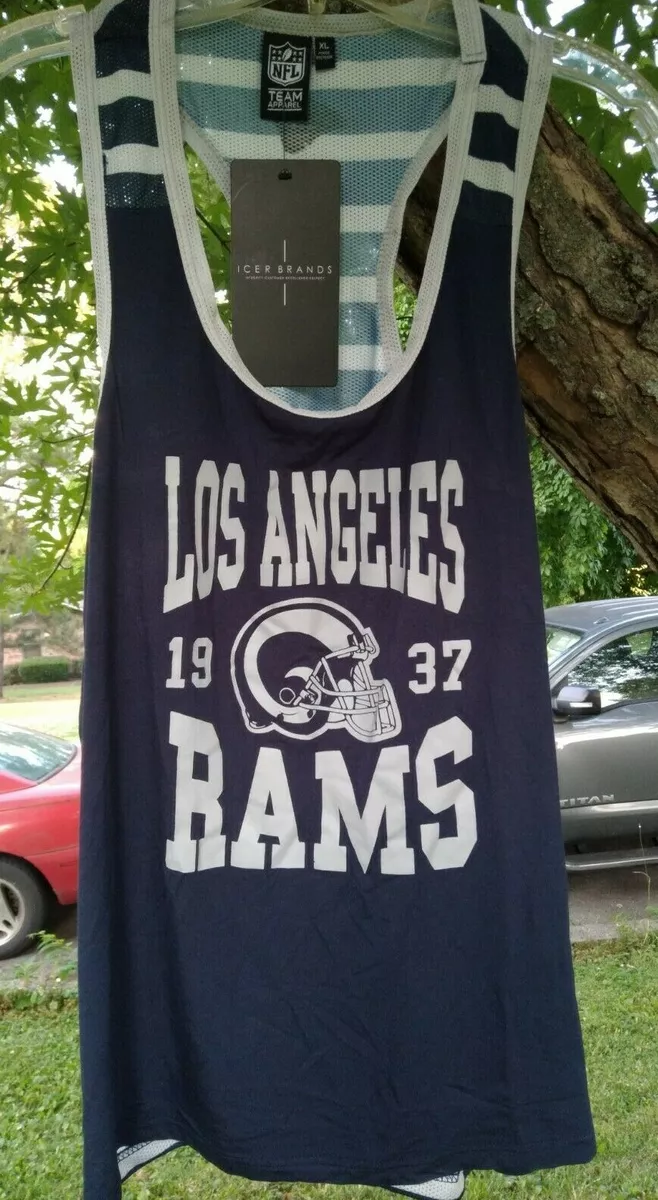 NFL
TEAM
APPAREL
XL
ICER BRANDS
LOS ANGELES
19 37
RAMS
TITAN